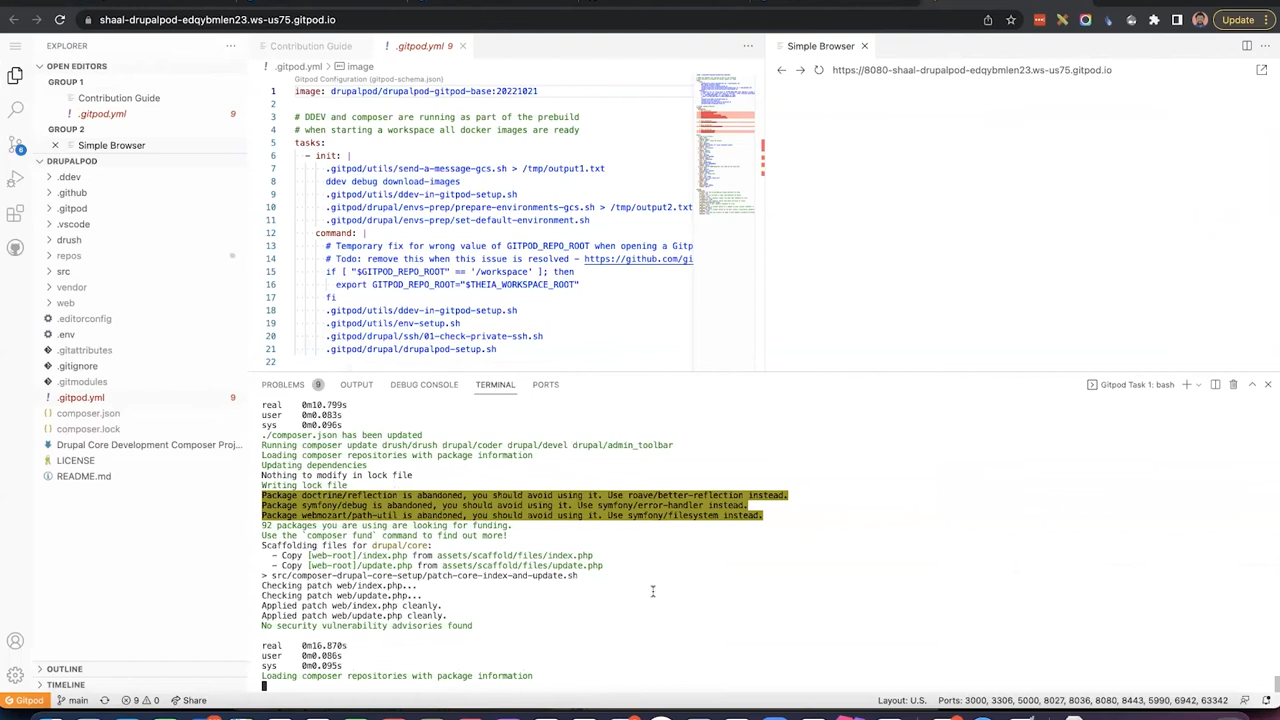 shaal-drupalpod-edqybmlen23.ws-us75.gitpod.io
Update
EXPLORER
OPEN EDITORS
GROUP 1
Contribution Guide
.gitpod.yml 9
GROUP 2
Simple Browser
6
DRUPALPOD
.ddev
.github
.gitpod
.vscode
drush
repos
src
vendor
web
.editorconfig
.env
.gitattributes
.gitignore
.gitmodules
.gitpod.yml 9
composer.json
composer.lock
Drupal Core Development Composer Proj...
LICENSE
README.md
OUTLINE
TIMELINE
Contribution Guide
.gitpod.yml 9
.gitpod.yml > image
Gitpod Configuration (gitpod-schema.json)
1 image: drupalpod/drupalpod-gitpod-base:20221021
2
3 # DDEV and composer are running as part of the prebuild
4 # when starting a workspace all docker images are ready
5 tasks:
6 - init: |
7 .gitpod/utils/send-a-message-gcs.sh > /tmp/output1.txt
8 ddev debug download-images
9 .gitpod/utils/ddev-in-gitpod-setup.sh
10 .gitpod/drupal/envs-prep/prepare-environments-gcs.sh > /tmp/output2.txt
11 .gitpod/drupal/envs-prep/set-default-environment.sh
12 command: |
13 # Temporary fix for wrong value of GITPOD_REPO_ROOT when opening a Gitp
14 # Todo: remove this when this issue is resolved - https://github.com/gi
15 if [ "$GITPOD_REPO_ROOT" == '/workspace' ]; then
16 export GITPOD_REPO_ROOT="$THEIA_WORKSPACE_ROOT"
17 fi
18 .gitpod/utils/ddev-in-gitpod-setup.sh
19 .gitpod/utils/env-setup.sh
20 .gitpod/drupal/ssh/01-check-private-ssh.sh
21 .gitpod/drupal/drupalpod-setup.sh
22
Simple Browser
https://8080-shaal-drupalpod-edqybmlen23.ws-us75.gitpod.io
PROBLEMS 9 OUTPUT DEBUG CONSOLE TERMINAL PORTS
Gitpod Task 1: bash
real 0m10.799s
user 0m0.083s
sys 0m0.096s
./composer.json has been updated
Running composer update drush/drush drupal/coder drupal/devel drupal/admin_toolbar
Loading composer repositories with package information
Updating dependencies
Nothing to modify in lock file
Writing lock file
Package doctrine/reflection is abandoned, you should avoid using it. Use roave/better-reflection instead.
Package symfony/debug is abandoned, you should avoid using it. Use symfony/error-handler instead.
Package webmozart/path-util is abandoned, you should avoid using it. Use symfony/filesystem instead.
92 packages you are using are looking for funding.
Use the `composer fund` command to find out more!
Scaffolding files for drupal/core:
- Copy [web-root]/index.php from assets/scaffold/files/index.php
- Copy [web-root]/update.php from assets/scaffold/files/update.php
> src/composer-drupal-core-setup/patch-core-index-and-update.sh
Checking patch web/index.php...
Checking patch web/update.php...
Applied patch web/index.php cleanly.
Applied patch web/update.php cleanly.
No security vulnerability advisories found
real 0m16.870s
user 0m0.086s
sys 0m0.095s
Loading composer repositories with package information
Gitpod main 9 0 Share
Layout: U.S. Ports: 3000, 3306, 5000, 8027, 8036, 8080, 8443, 5990, 6942, 63342